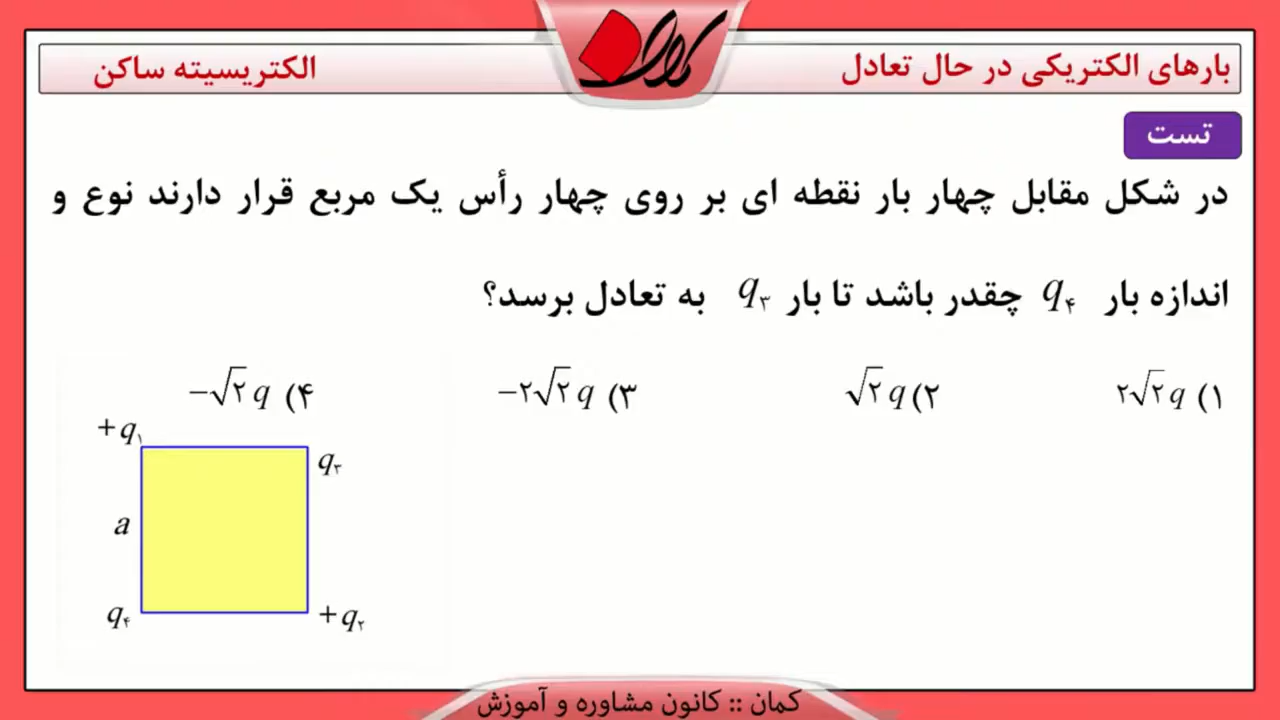 بارهای الکتریکی در حال تعادل
کمان
الکتریسیته ساکن
تست
در شکل مقابل چهار بار نقطه ای بر روی چهار رأس یک مربع قرار دارند نوع و
اندازه بار q۴ چقدر باشد تا بار q۳ به تعادل برسد؟
۱) ۲√۲q ۲) √۲q ۳) −۲√۲q ۴) −√۲q
+q۱
q۳
a
q۴
+q۲
کمان :: کانون مشاوره و آموزش